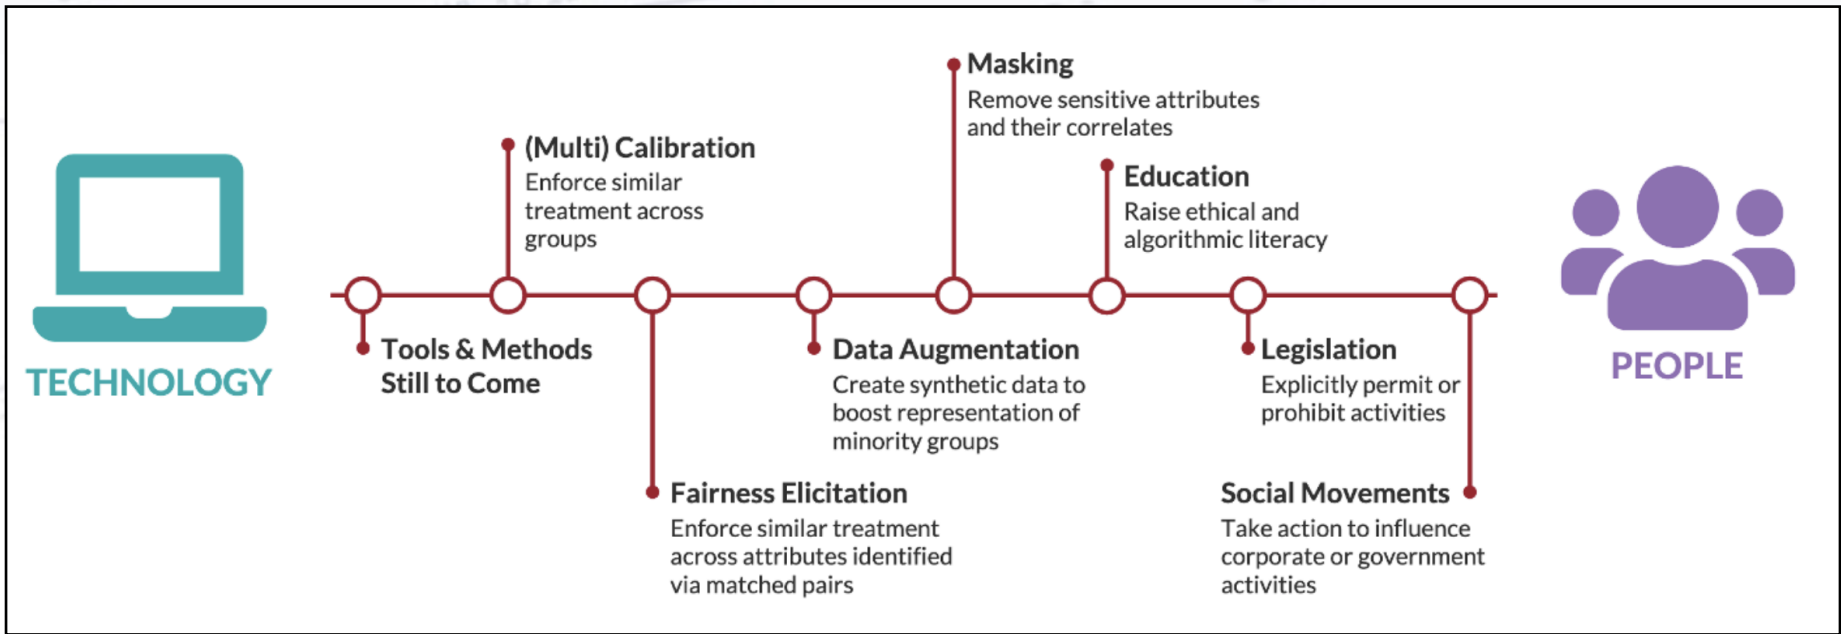 TECHNOLOGY
Tools & Methods
Still to Come
(Multi) Calibration
Enforce similar
treatment across
groups
Fairness Elicitation
Enforce similar treatment
across attributes identified
via matched pairs
Data Augmentation
Create synthetic data to
boost representation of
minority groups
Masking
Remove sensitive attributes
and their correlates
Education
Raise ethical and
algorithmic literacy
Legislation
Explicitly permit or
prohibit activities
Social Movements
Take action to influence
corporate or government
activities
PEOPLE